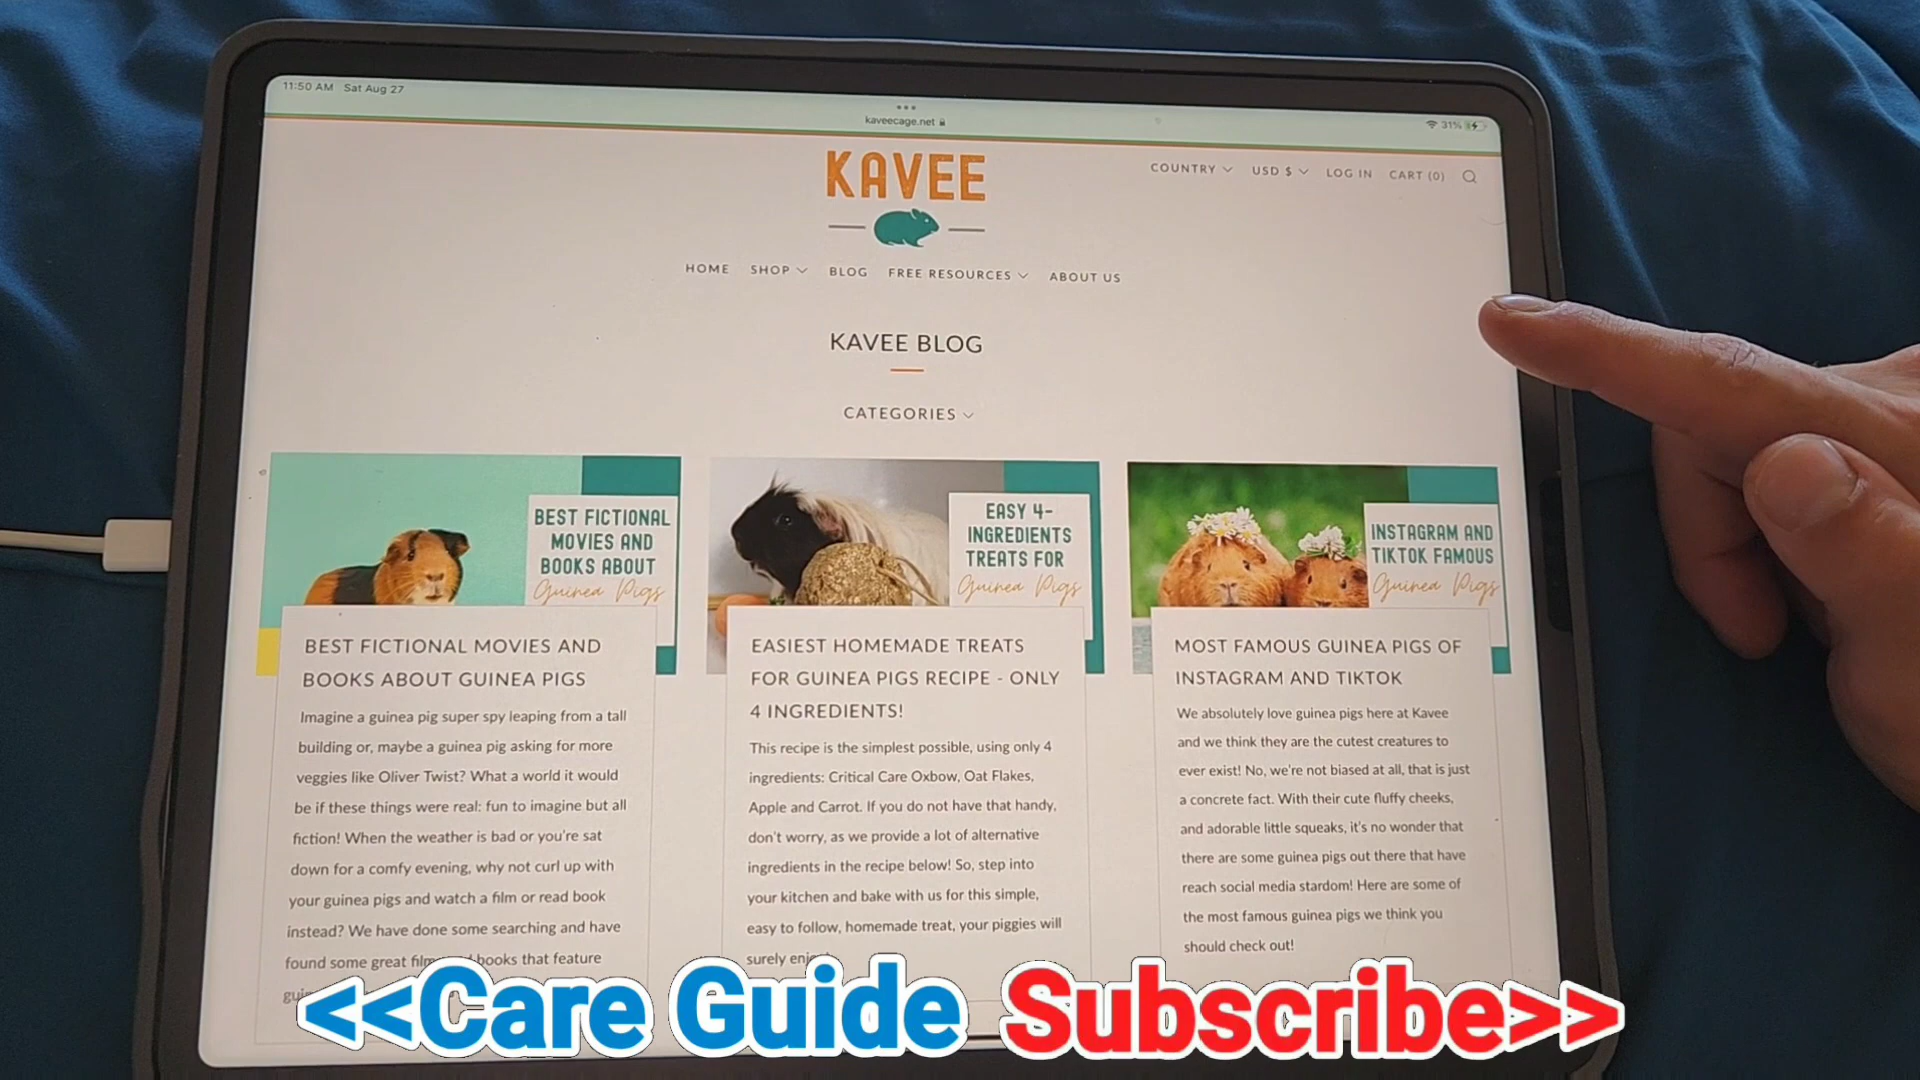 11:50 AM Sat Aug 27
kaveecage.net
31%
KAVEE
COUNTRY USD $ LOG IN CART (0)
HOME SHOP BLOG FREE RESOURCES ABOUT US
KAVEE BLOG
CATEGORIES
BEST FICTIONAL
MOVIES AND
BOOKS ABOUT
Guinea Pigs
BEST FICTIONAL MOVIES AND
BOOKS ABOUT GUINEA PIGS
Imagine a guinea pig super spy leaping from a tall
building or, maybe a guinea pig asking for more
veggies like Oliver Twist? What a world it would
be if these things were real: fun to imagine but all
fiction! When the weather is bad or you're sat
down for a comfy evening, why not curl up with
your guinea pigs and watch a film or read book
instead? We have done some searching and have
found some great books that feature
EASY 4-
INGREDIENTS
TREATS FOR
Guinea Pigs
EASIEST HOMEMADE TREATS
FOR GUINEA PIGS RECIPE - ONLY
4 INGREDIENTS!
This recipe is the simplest possible, using only 4
ingredients: Critical Care Oxbow, Oat Flakes,
Apple and Carrot. If you do not have that handy,
don't worry, as we provide a lot of alternative
ingredients in the recipe below! So, step into
your kitchen and bake with us for this simple,
easy to follow, homemade treat, your piggies will
surely
INSTAGRAM AND
TIKTOK FAMOUS
Guinea Pigs
MOST FAMOUS GUINEA PIGS OF
INSTAGRAM AND TIKTOK
We absolutely love guinea pigs here at Kavee
and we think they are the cutest creatures to
ever exist! No, we're not biased at all, that is just
a concrete fact. With their cute fluffy cheeks,
and adorable little squeaks, it's no wonder that
there are some guinea pigs out there that have
reach social media stardom! Here are some of
the most famous guinea pigs we think you
should check out!
<<Care Guide Subscribe>>